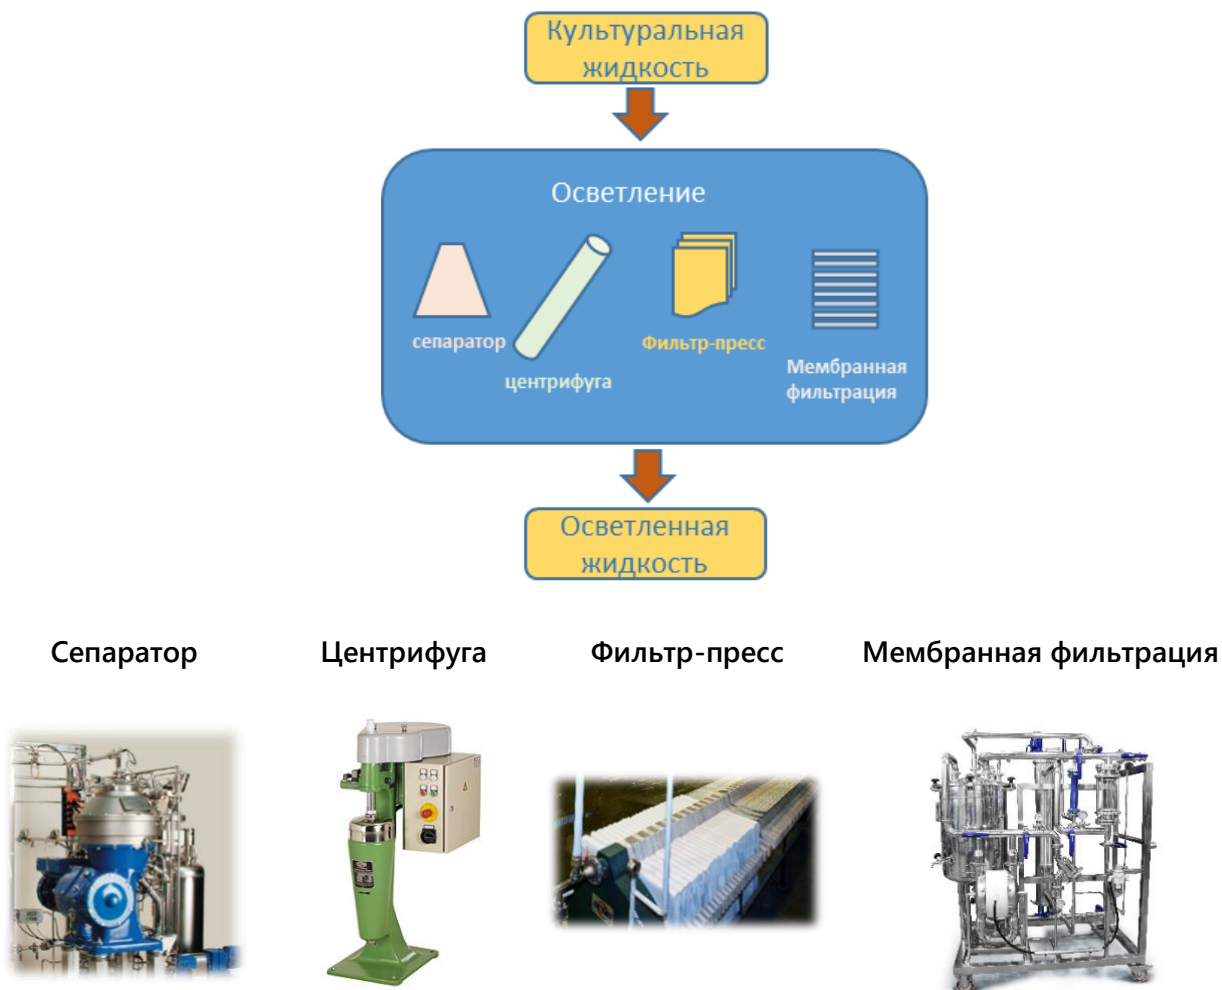 Культуральная
жидкость
Осветление
сепаратор
центрифуга
Фильтр-пресс
Мембранная
фильтрация
Осветленная
жидкость
Сепаратор
Центрифуга
Фильтр-пресс
Мембранная фильтрация